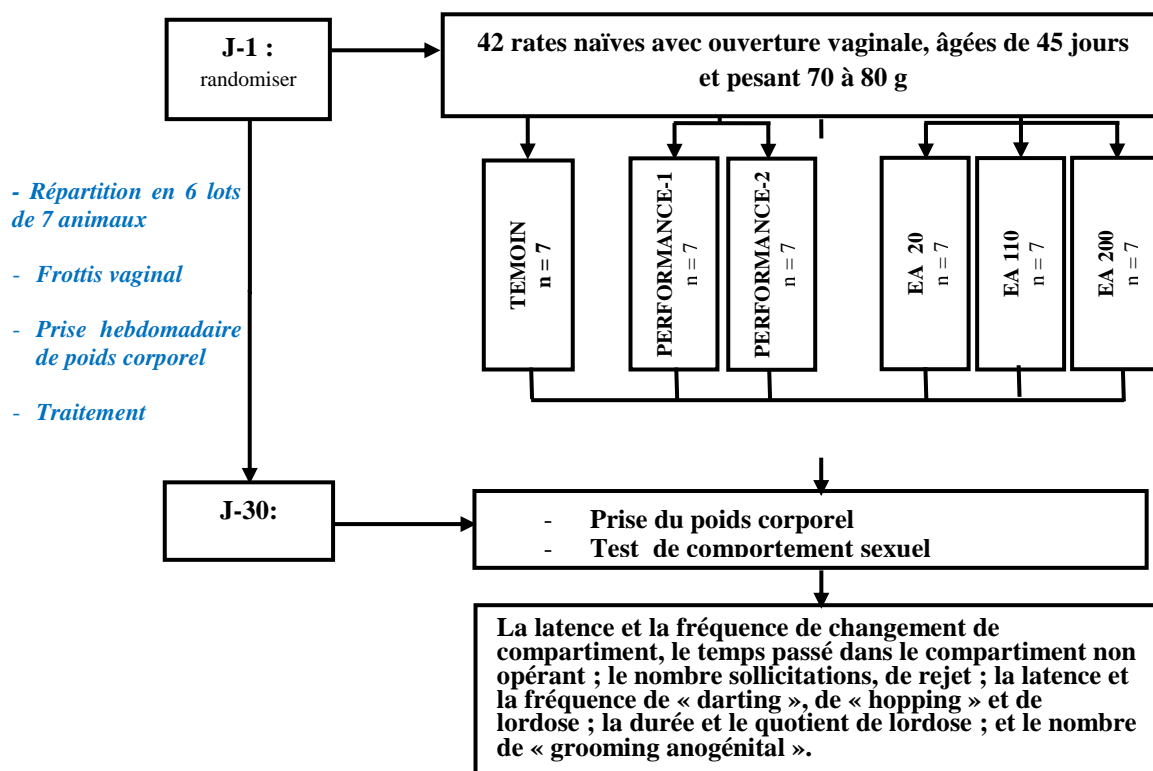 J-1 :
randomiser
42 rates naïves avec ouverture vaginale, âgées de 45 jours
et pesant 70 à 80 g
- Répartition en 6 lots
de 7 animaux
- Frottis vaginal
- Prise hebdomadaire
de poids corporel
- Traitement
TEMOIN
n = 7
PERFORMANCE-1
n = 7
PERFORMANCE-2
n = 7
EA 20
n = 7
EA 110
n = 7
EA 200
n = 7
J-30:
- Prise du poids corporel
- Test de comportement sexuel
La latence et la fréquence de changement de
compartiment, le temps passé dans le compartiment non
opérant ; le nombre sollicitations, de rejet ; la latence et
la fréquence de « darting », de « hopping » et de
lordose ; la durée et le quotient de lordose ; et le nombre
de « grooming anogénital ».